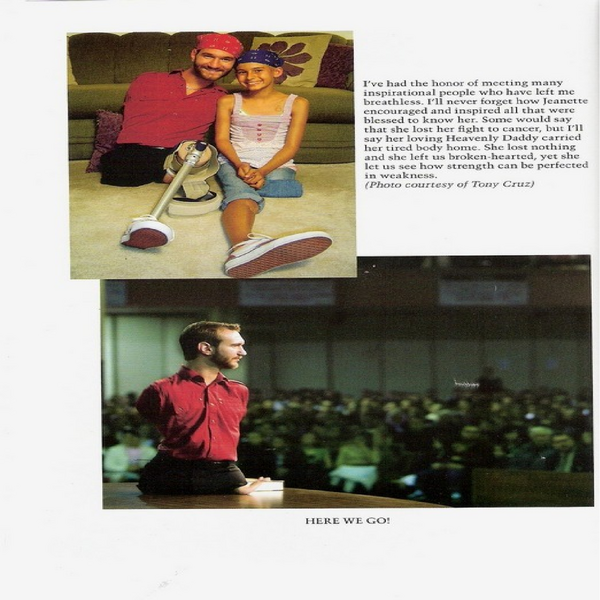 I've had the honor of meeting many
inspirational people who have left me
breathless. I'll never forget how Jeanette
encouraged and inspired all that were
blessed to know her. Some would say
that she lost her fight to cancer, but I'll
say her loving Heavenly Daddy carried
her tired body home. She lost nothing
and she left us broken-hearted, yet she
let us see how strength can be perfected
in weakness.
(Photo courtesy of Tony Cruz)
HERE WE GO!